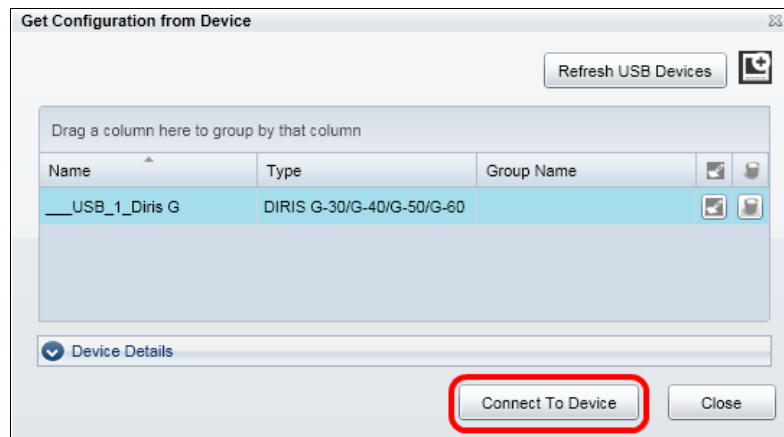 Get Configuration from Device
Refresh USB Devices
Drag a column here to group by that column
Name Type Group Name
___USB_1_Diris G DIRIS G-30/G-40/G-50/G-60
Device Details
Connect To Device Close